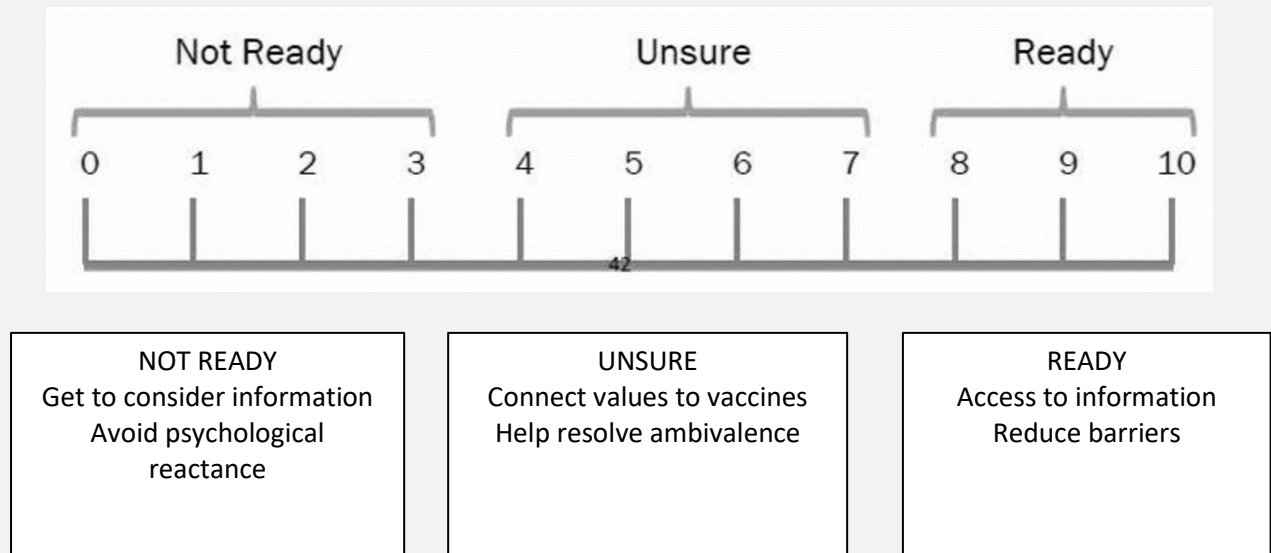 Not Ready Unsure Ready
0 1 2 3 4 5 6 7 8 9 10
42
NOT READY
Get to consider information
Avoid psychological
reactance
UNSURE
Connect values to vaccines
Help resolve ambivalence
READY
Access to information
Reduce barriers